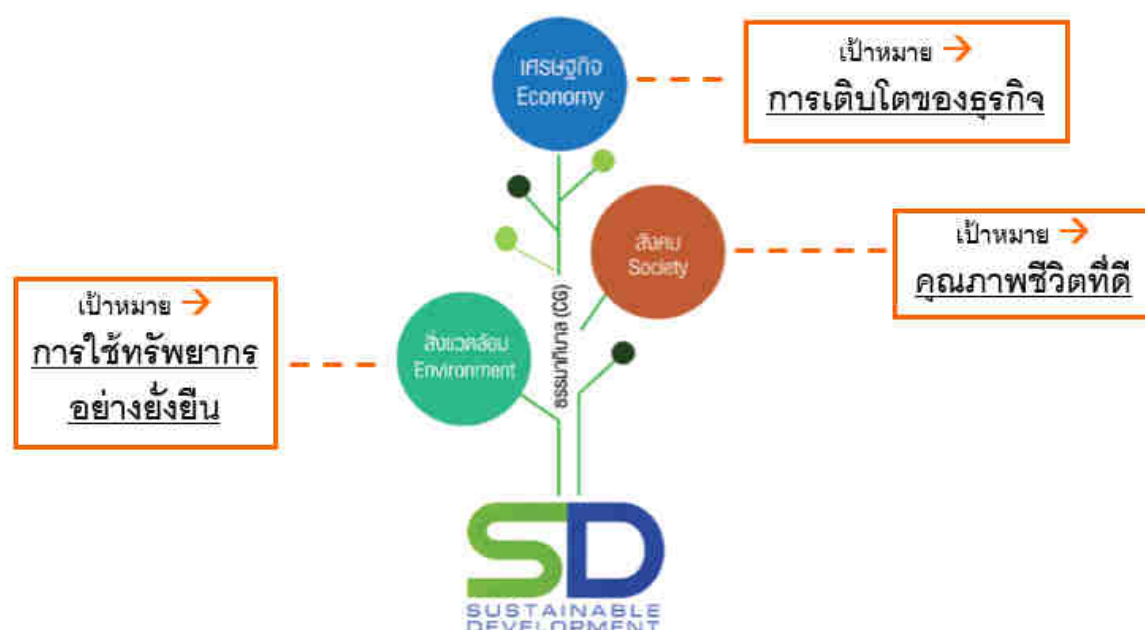 เศรษฐกิจ
Economy
เป้าหมาย →
การเติบโตของธุรกิจ
สังคม
Society
เป้าหมาย →
คุณภาพชีวิตที่ดี
เป้าหมาย →
การใช้ทรัพยากร
อย่างยั่งยืน
สิ่งแวดล้อม
Environment
ธรรมาภิบาล (CG)
SD
SUSTAINABLE
DEVELOPMENT